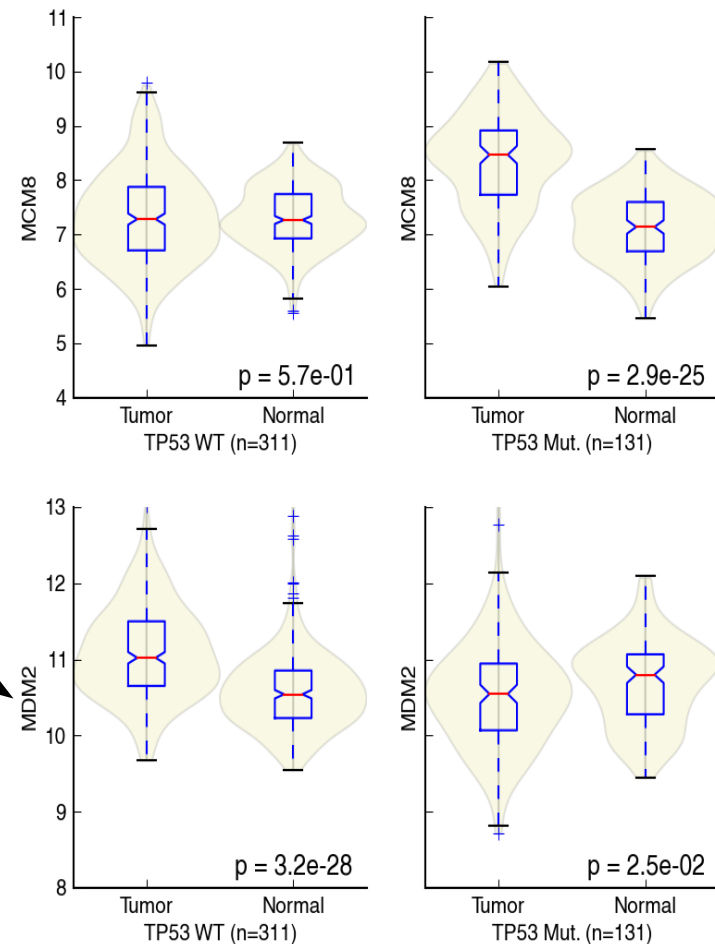 11
10
9
8
7
6
5
4
MCM8
p = 5.7e-01
Tumor Normal
TP53 WT (n=311)
MCM8
p = 2.9e-25
Tumor Normal
TP53 Mut. (n=131)
13
12
11
10
9
8
MDM2
p = 3.2e-28
Tumor Normal
TP53 WT (n=311)
MDM2
p = 2.5e-02
Tumor Normal
TP53 Mut. (n=131)